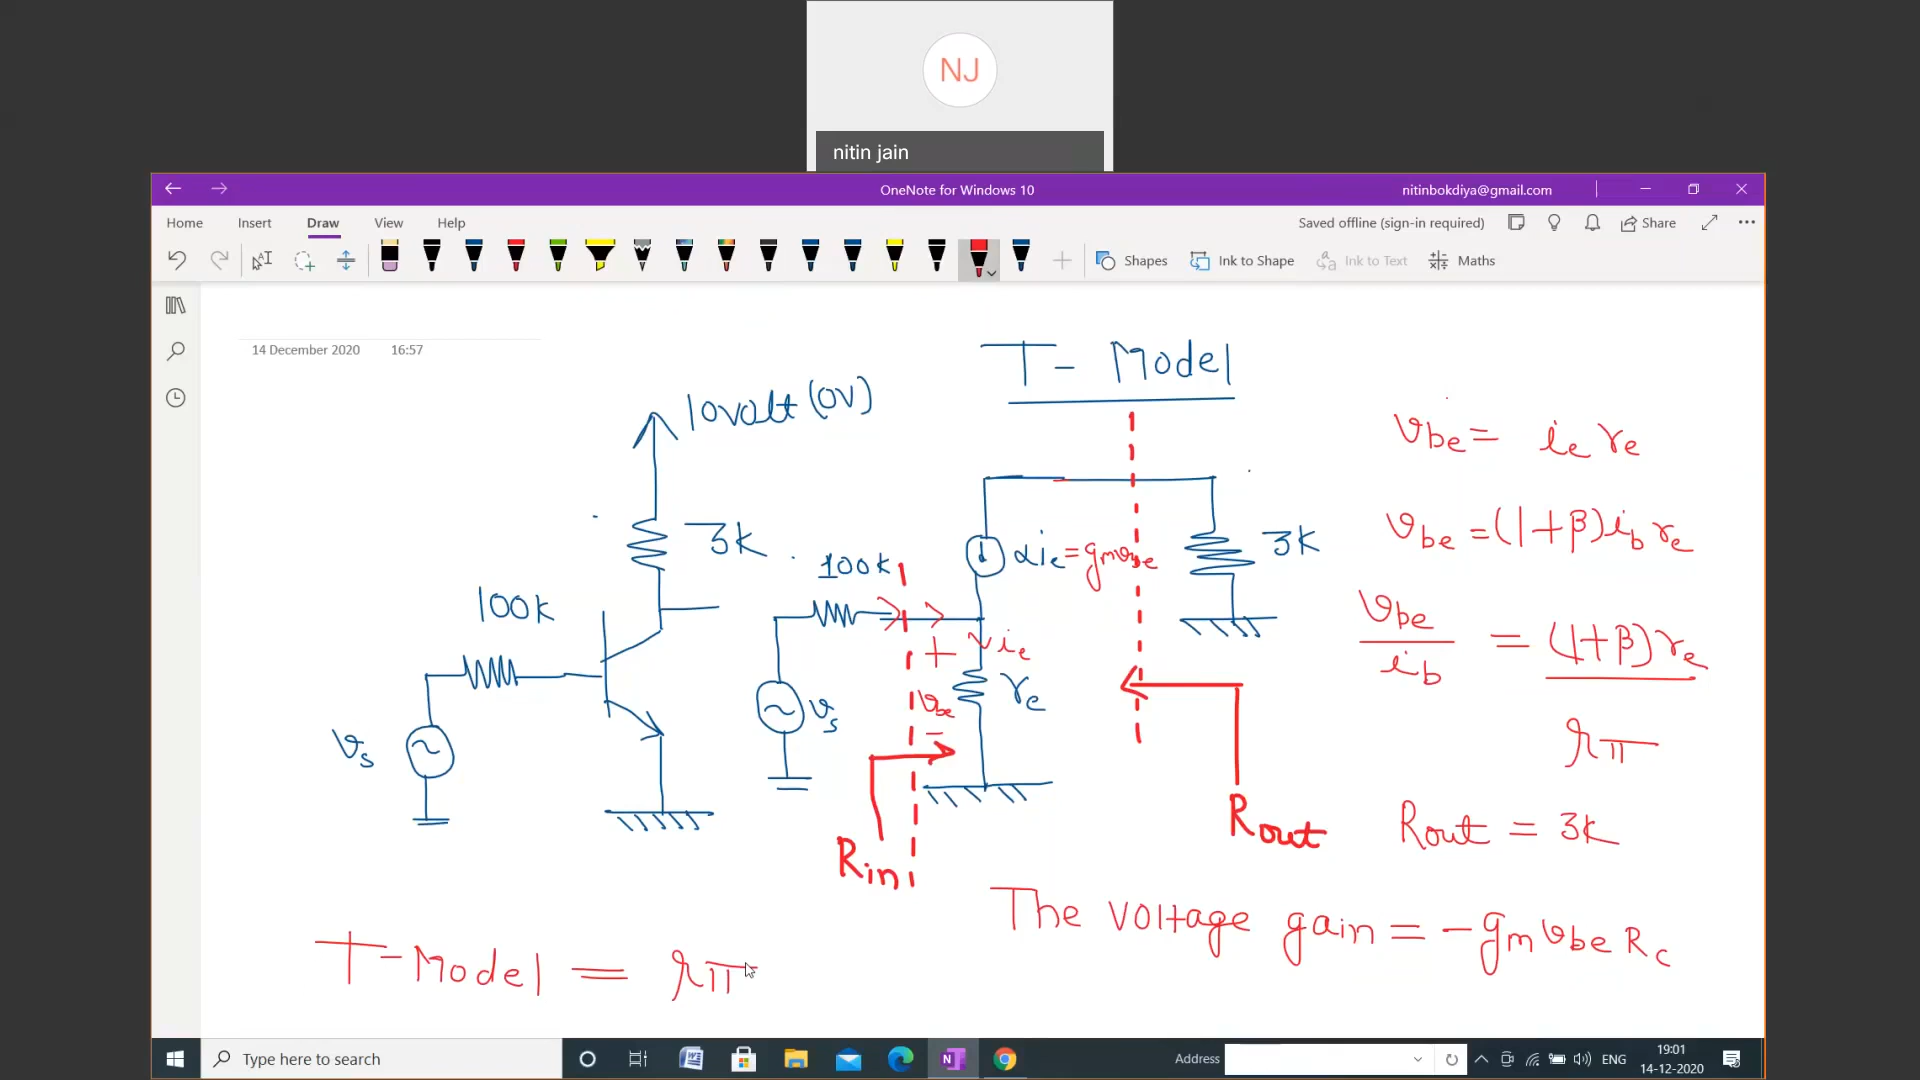 NJ
nitin jain
OneNote for Windows 10
nitinbokdiya@gmail.com
Home Insert Draw View Help
Saved offline (sign-in required)
Share
Shapes
Ink to Shape
Ink to Text
Maths
14 December 2020 16:57
T- Model
10volt (0V)
3k
100k
vs
100k
αie = gmvbe
3k
+ ie
vbe
-
re
vs
Rin
Rout
vbe = ie re
vbe = (1+β)ib re
vbe / ib = (1+β)re
rπ
Rout = 3k
The voltage gain = -gm vbe Rc
T-Model = rπ
Type here to search
Address
ENG
19:01
14-12-2020